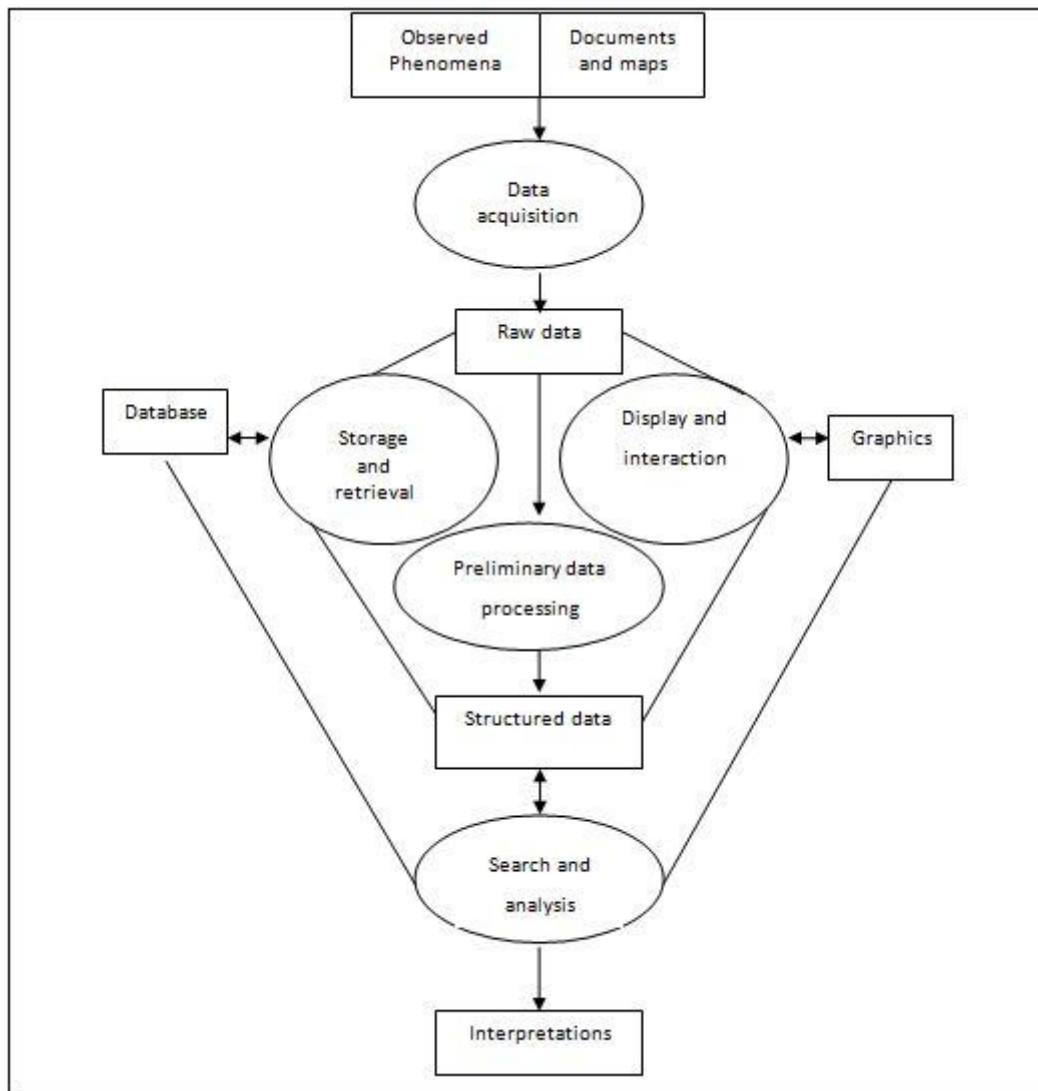 Observed
Phenomena
Documents
and maps
Data
acquisition
Raw data
Database
Storage
and
retrieval
Display and
interaction
Graphics
Preliminary data
processing
Structured data
Search and
analysis
Interpretations